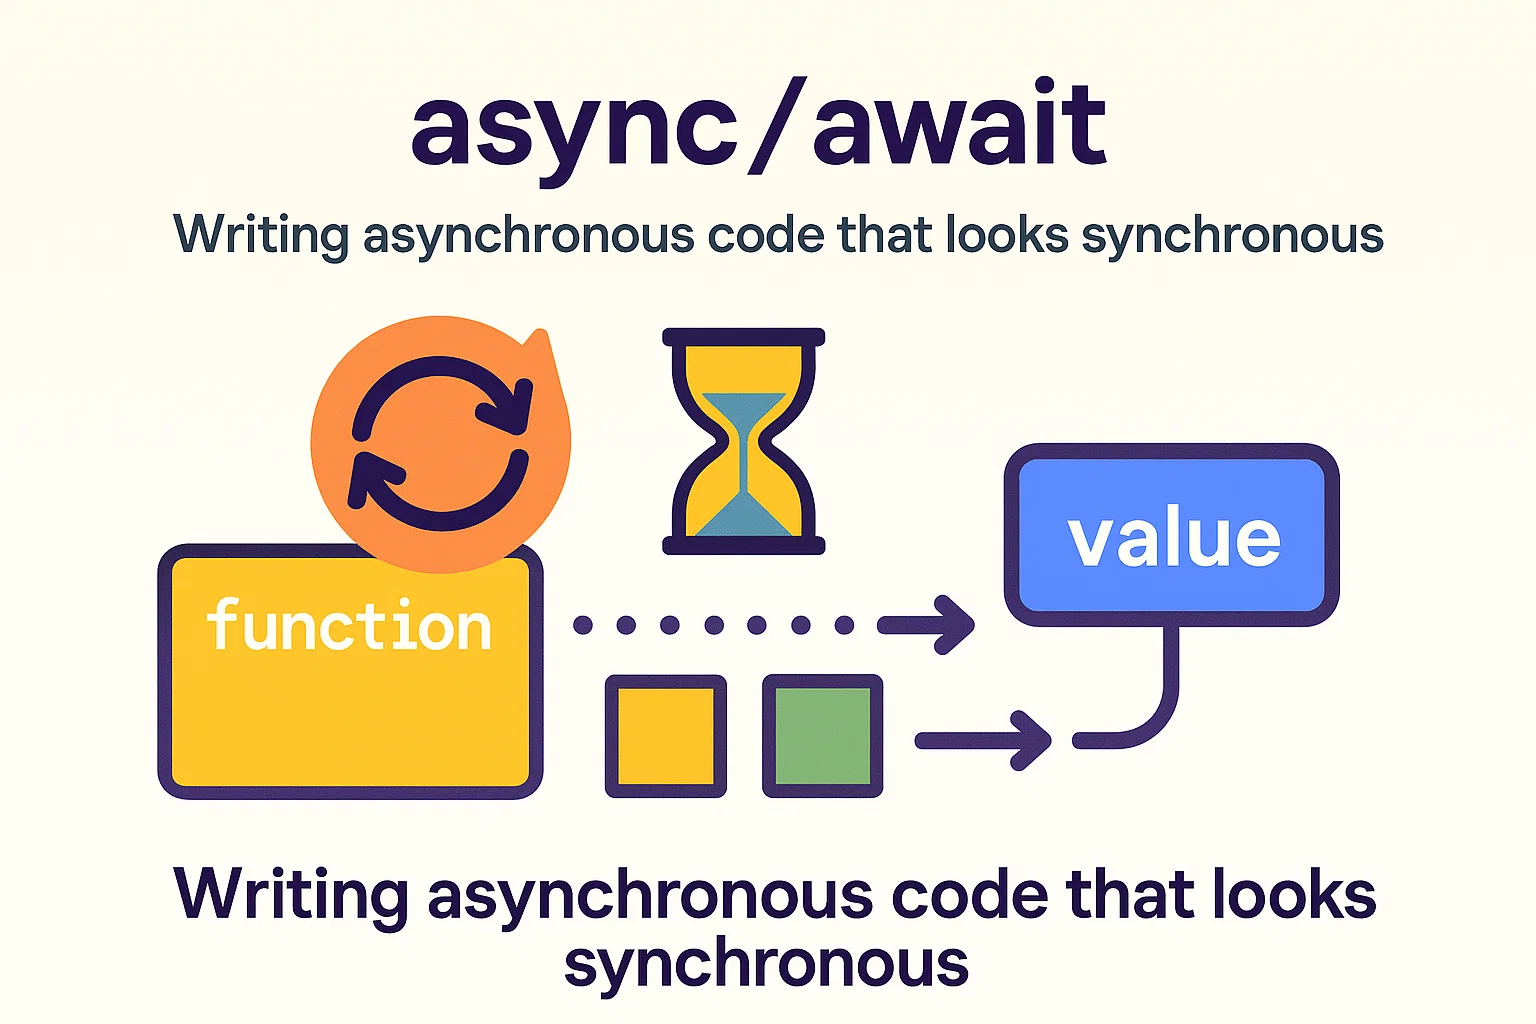 async/await
Writing asynchronous code that looks synchronous
function
value
Writing asynchronous code that looks
synchronous